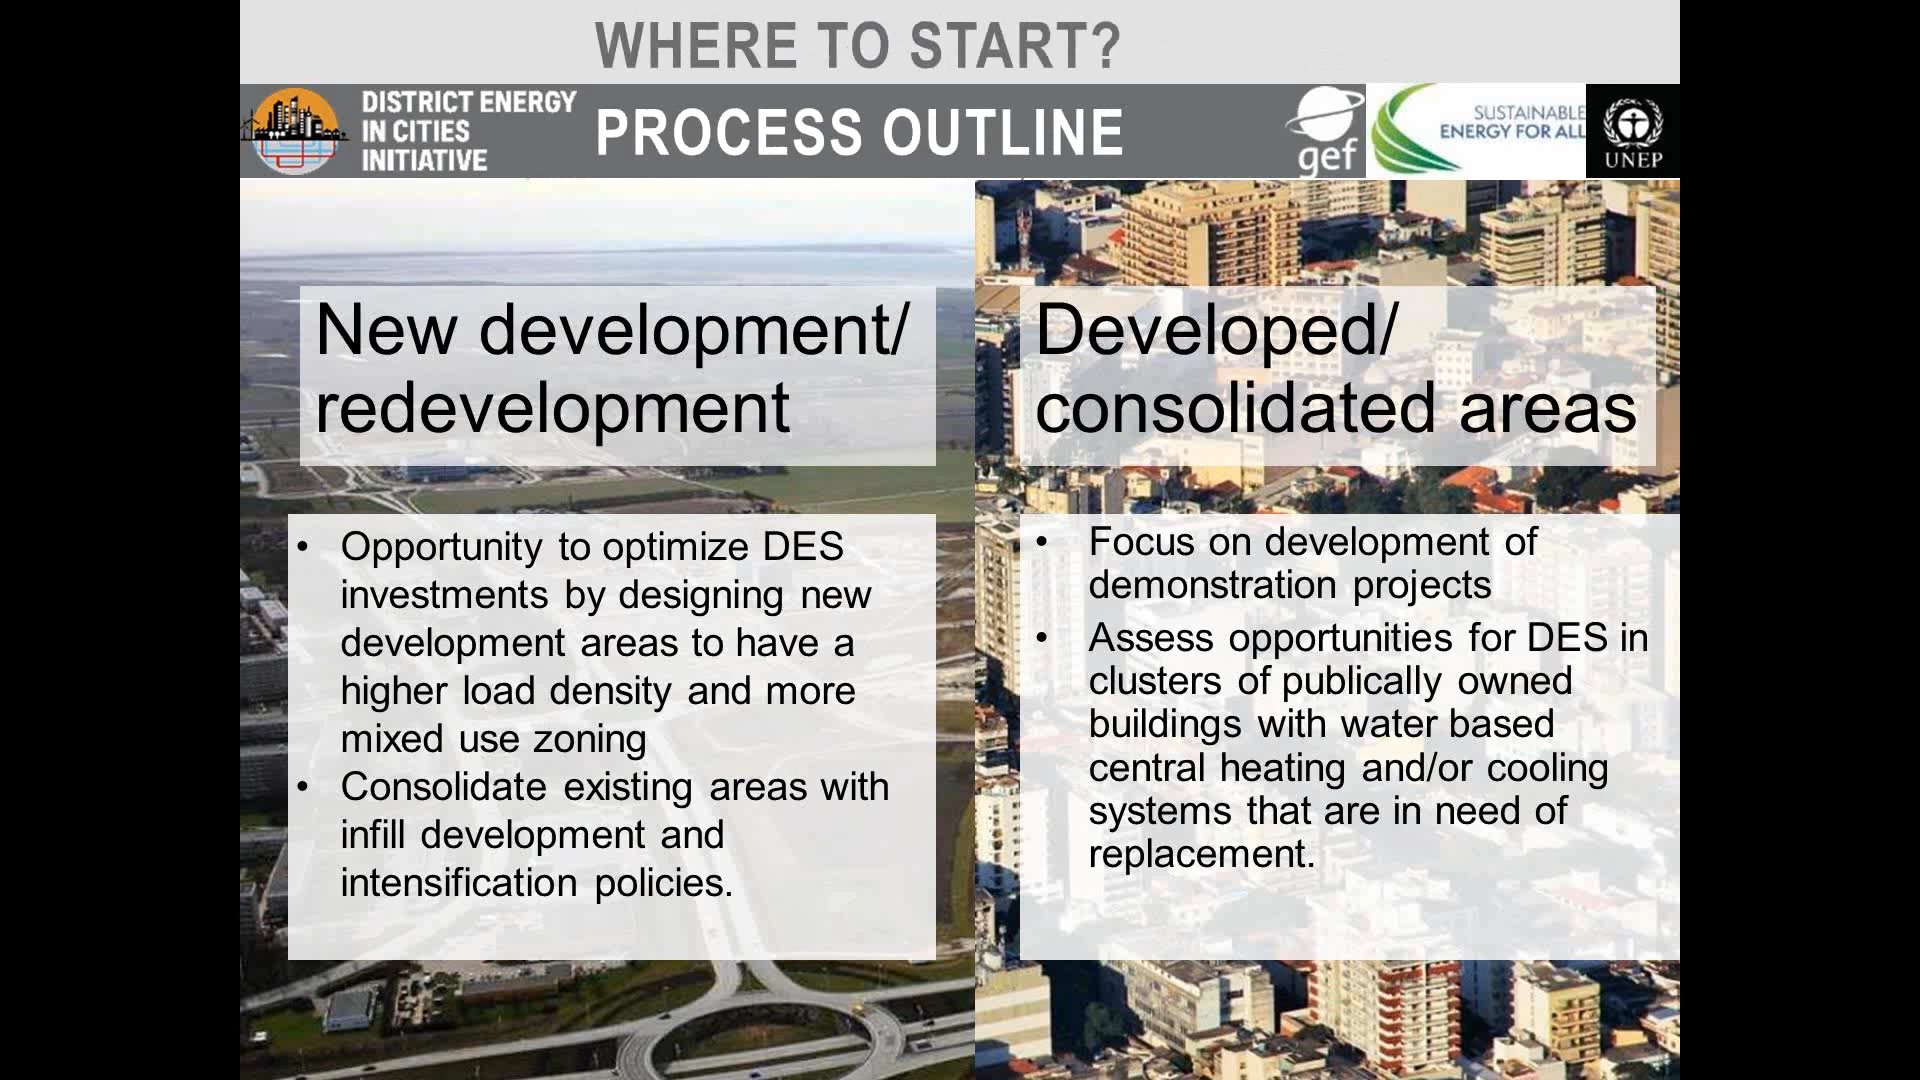 WHERE TO START?
DISTRICT ENERGY
IN CITIES
INITIATIVE
PROCESS OUTLINE
gef
SUSTAINABLE
ENERGY FOR ALL
UNEP
New development/
redevelopment
• Opportunity to optimize DES
investments by designing new
development areas to have a
higher load density and more
mixed use zoning
• Consolidate existing areas with
infill development and
intensification policies.
Developed/
consolidated areas
• Focus on development of
demonstration projects
• Assess opportunities for DES in
clusters of publically owned
buildings with water based
central heating and/or cooling
systems that are in need of
replacement.